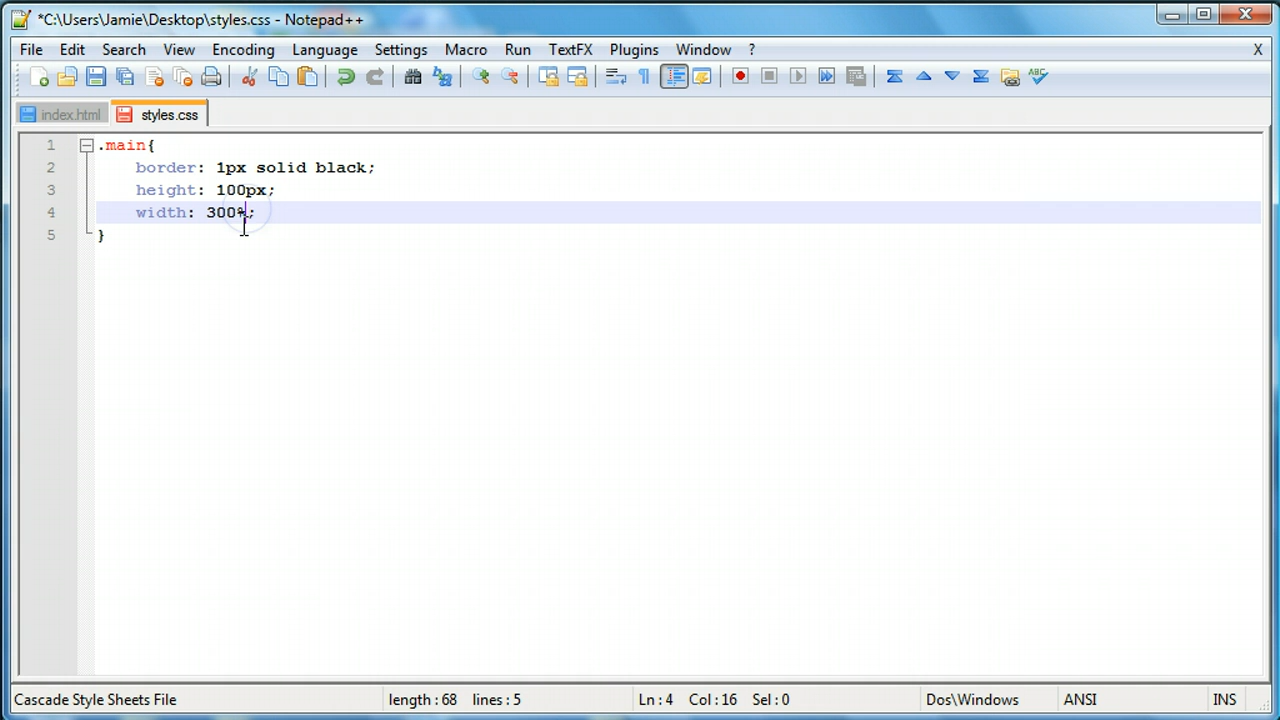 *C:\Users\Jamie\Desktop\styles.css - Notepad++
File Edit Search View Encoding Language Settings Macro Run TextFX Plugins Window ? X
index.html styles.css
1 .main{
2 border: 1px solid black;
3 height: 100px;
4 width: 300%;
5 }
Cascade Style Sheets File length : 68 lines : 5 Ln : 4 Col : 16 Sel : 0 Dos\Windows ANSI INS